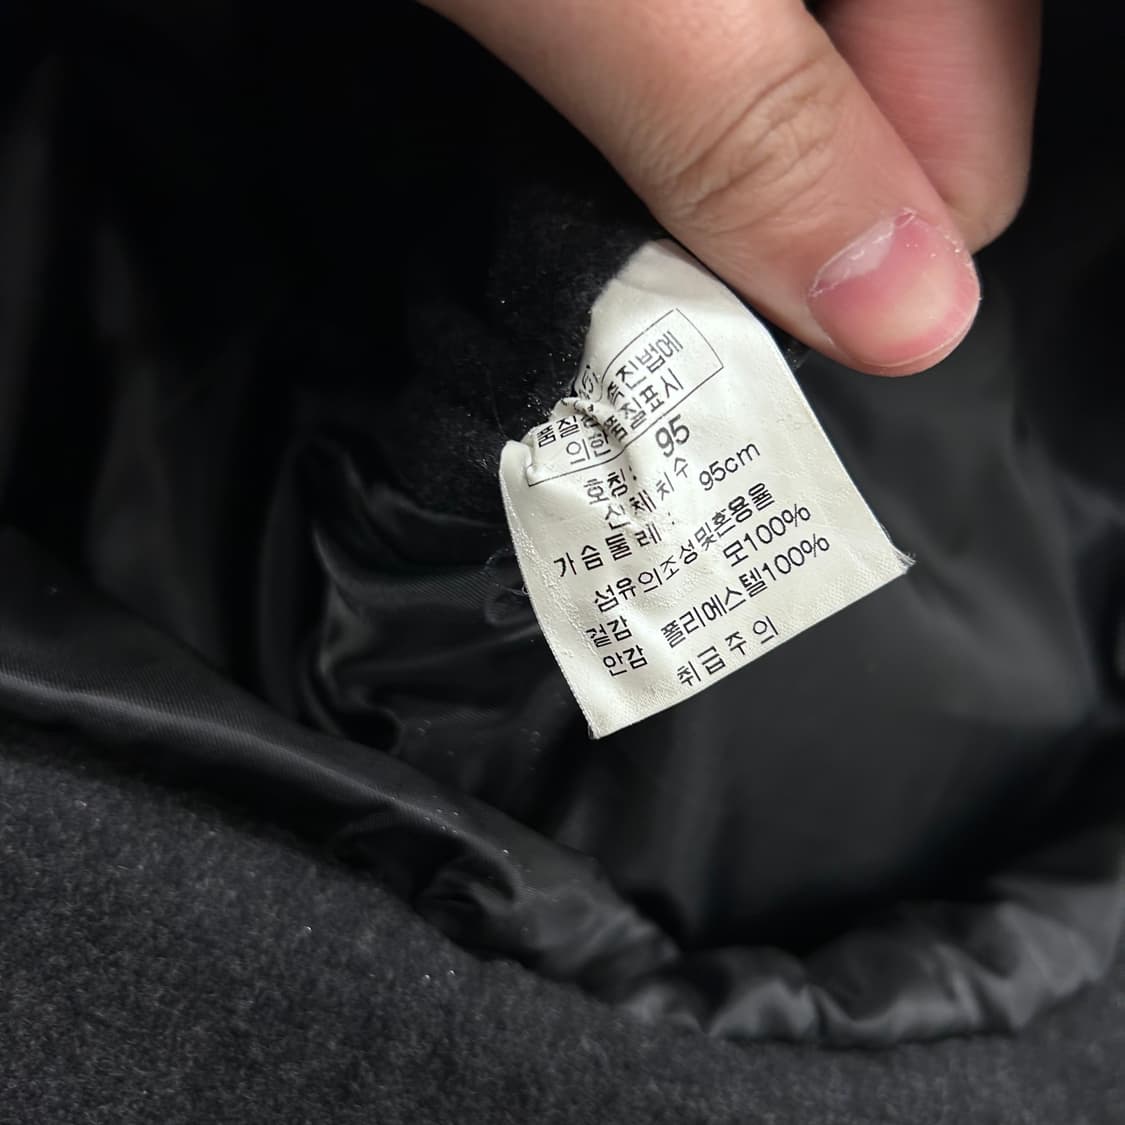 품질 촉진법에
의한 품질표시
호칭: 95
신체치수
가슴둘레: 95cm
섬유의조성및혼용율
겉감 모100%
안감 폴리에스텔100%
취급주의